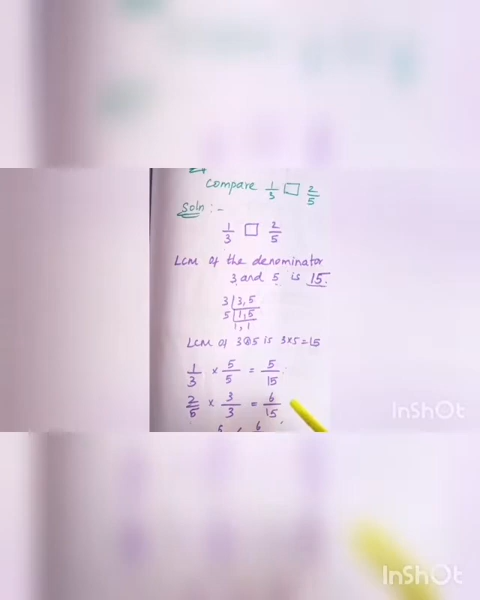 Compare 1/3 □ 2/5
Soln :-
1/3 □ 2/5
LCM of the denominator
3 and 5 is 15.
3 | 3, 5
5 | 1, 5
1, 1
LCM of 3&5 is 3×5=15
1/3 × 5/5 = 5/15
2/5 × 3/3 = 6/15
5 6
InShOt
InShOt